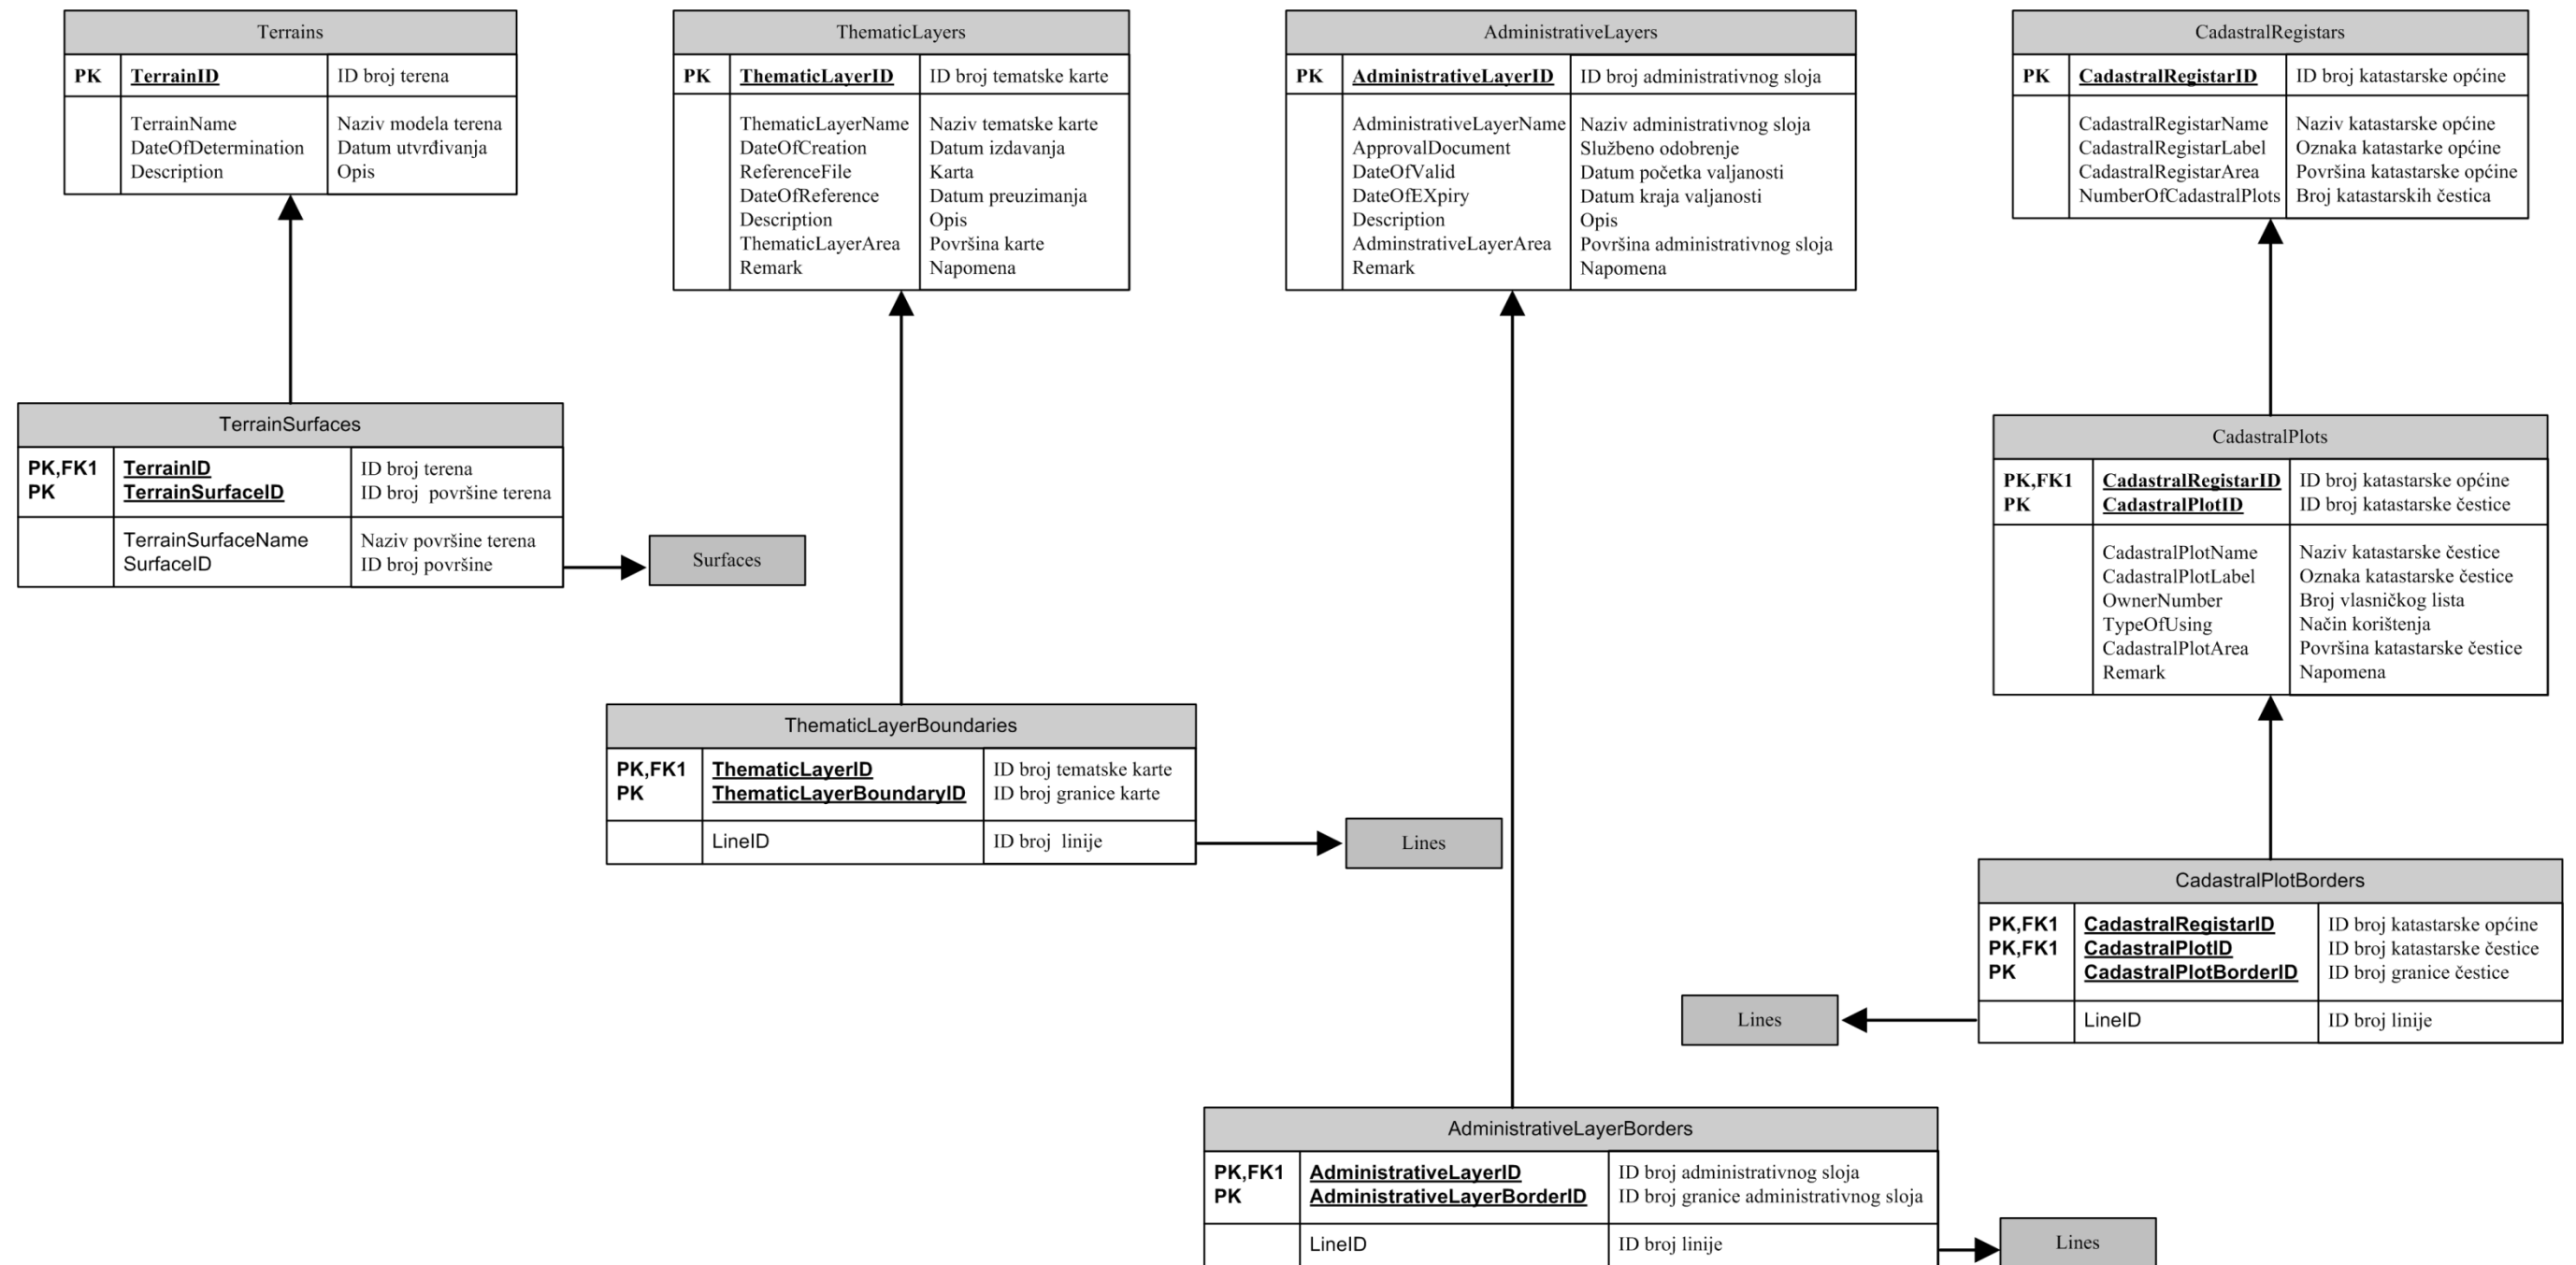 Terrains
PK TerrainID ID broj terena
TerrainName Naziv modela terena
DateOfDetermination Datum utvrđivanja
Description Opis
ThematicLayers
PK ThematicLayerID ID broj tematske karte
ThematicLayerName Naziv tematske karte
DateOfCreation Datum izdavanja
ReferenceFile Karta
DateOfReference Datum preuzimanja
Description Opis
ThematicLayerArea Površina karte
Remark Napomena
AdministrativeLayers
PK AdministrativeLayerID ID broj administrativnog sloja
AdministrativeLayerName Naziv administrativnog sloja
ApprovalDocument Službeno odobrenje
DateOfValid Datum početka valjanosti
DateOfEXpiry Datum kraja valjanosti
Description Opis
AdminstrativeLayerArea Površina administrativnog sloja
Remark Napomena
CadastralRegistars
PK CadastralRegistarID ID broj katastarske općine
CadastralRegistarName Naziv katastarske općine
CadastralRegistarLabel Oznaka katastarke općine
CadastralRegistarArea Površina katastarske općine
NumberOfCadastralPlots Broj katastarskih čestica
TerrainSurfaces
PK,FK1 TerrainID ID broj terena
PK TerrainSurfaceID ID broj površine terena
TerrainSurfaceName Naziv površine terena
SurfaceID ID broj površine
Surfaces
CadastralPlots
PK,FK1 CadastralRegistarID ID broj katastarske općine
PK CadastralPlotID ID broj katastarske čestice
CadastralPlotName Naziv katastarske čestice
CadastralPlotLabel Oznaka katastarske čestice
OwnerNumber Broj vlasničkog lista
TypeOfUsing Način korištenja
CadastralPlotArea Površina katastarske čestice
Remark Napomena
ThematicLayerBoundaries
PK,FK1 ThematicLayerID ID broj tematske karte
PK ThematicLayerBoundaryID ID broj granice karte
LineID ID broj linije
Lines
CadastralPlotBorders
PK,FK1 CadastralRegistarID ID broj katastarske općine
PK,FK1 CadastralPlotID ID broj katastarske čestice
PK CadastralPlotBorderID ID broj granice čestice
LineID ID broj linije
Lines
AdministrativeLayerBorders
PK,FK1 AdministrativeLayerID ID broj administrativnog sloja
PK AdministrativeLayerBorderID ID broj granice administrativnog sloja
LineID ID broj linije
Lines